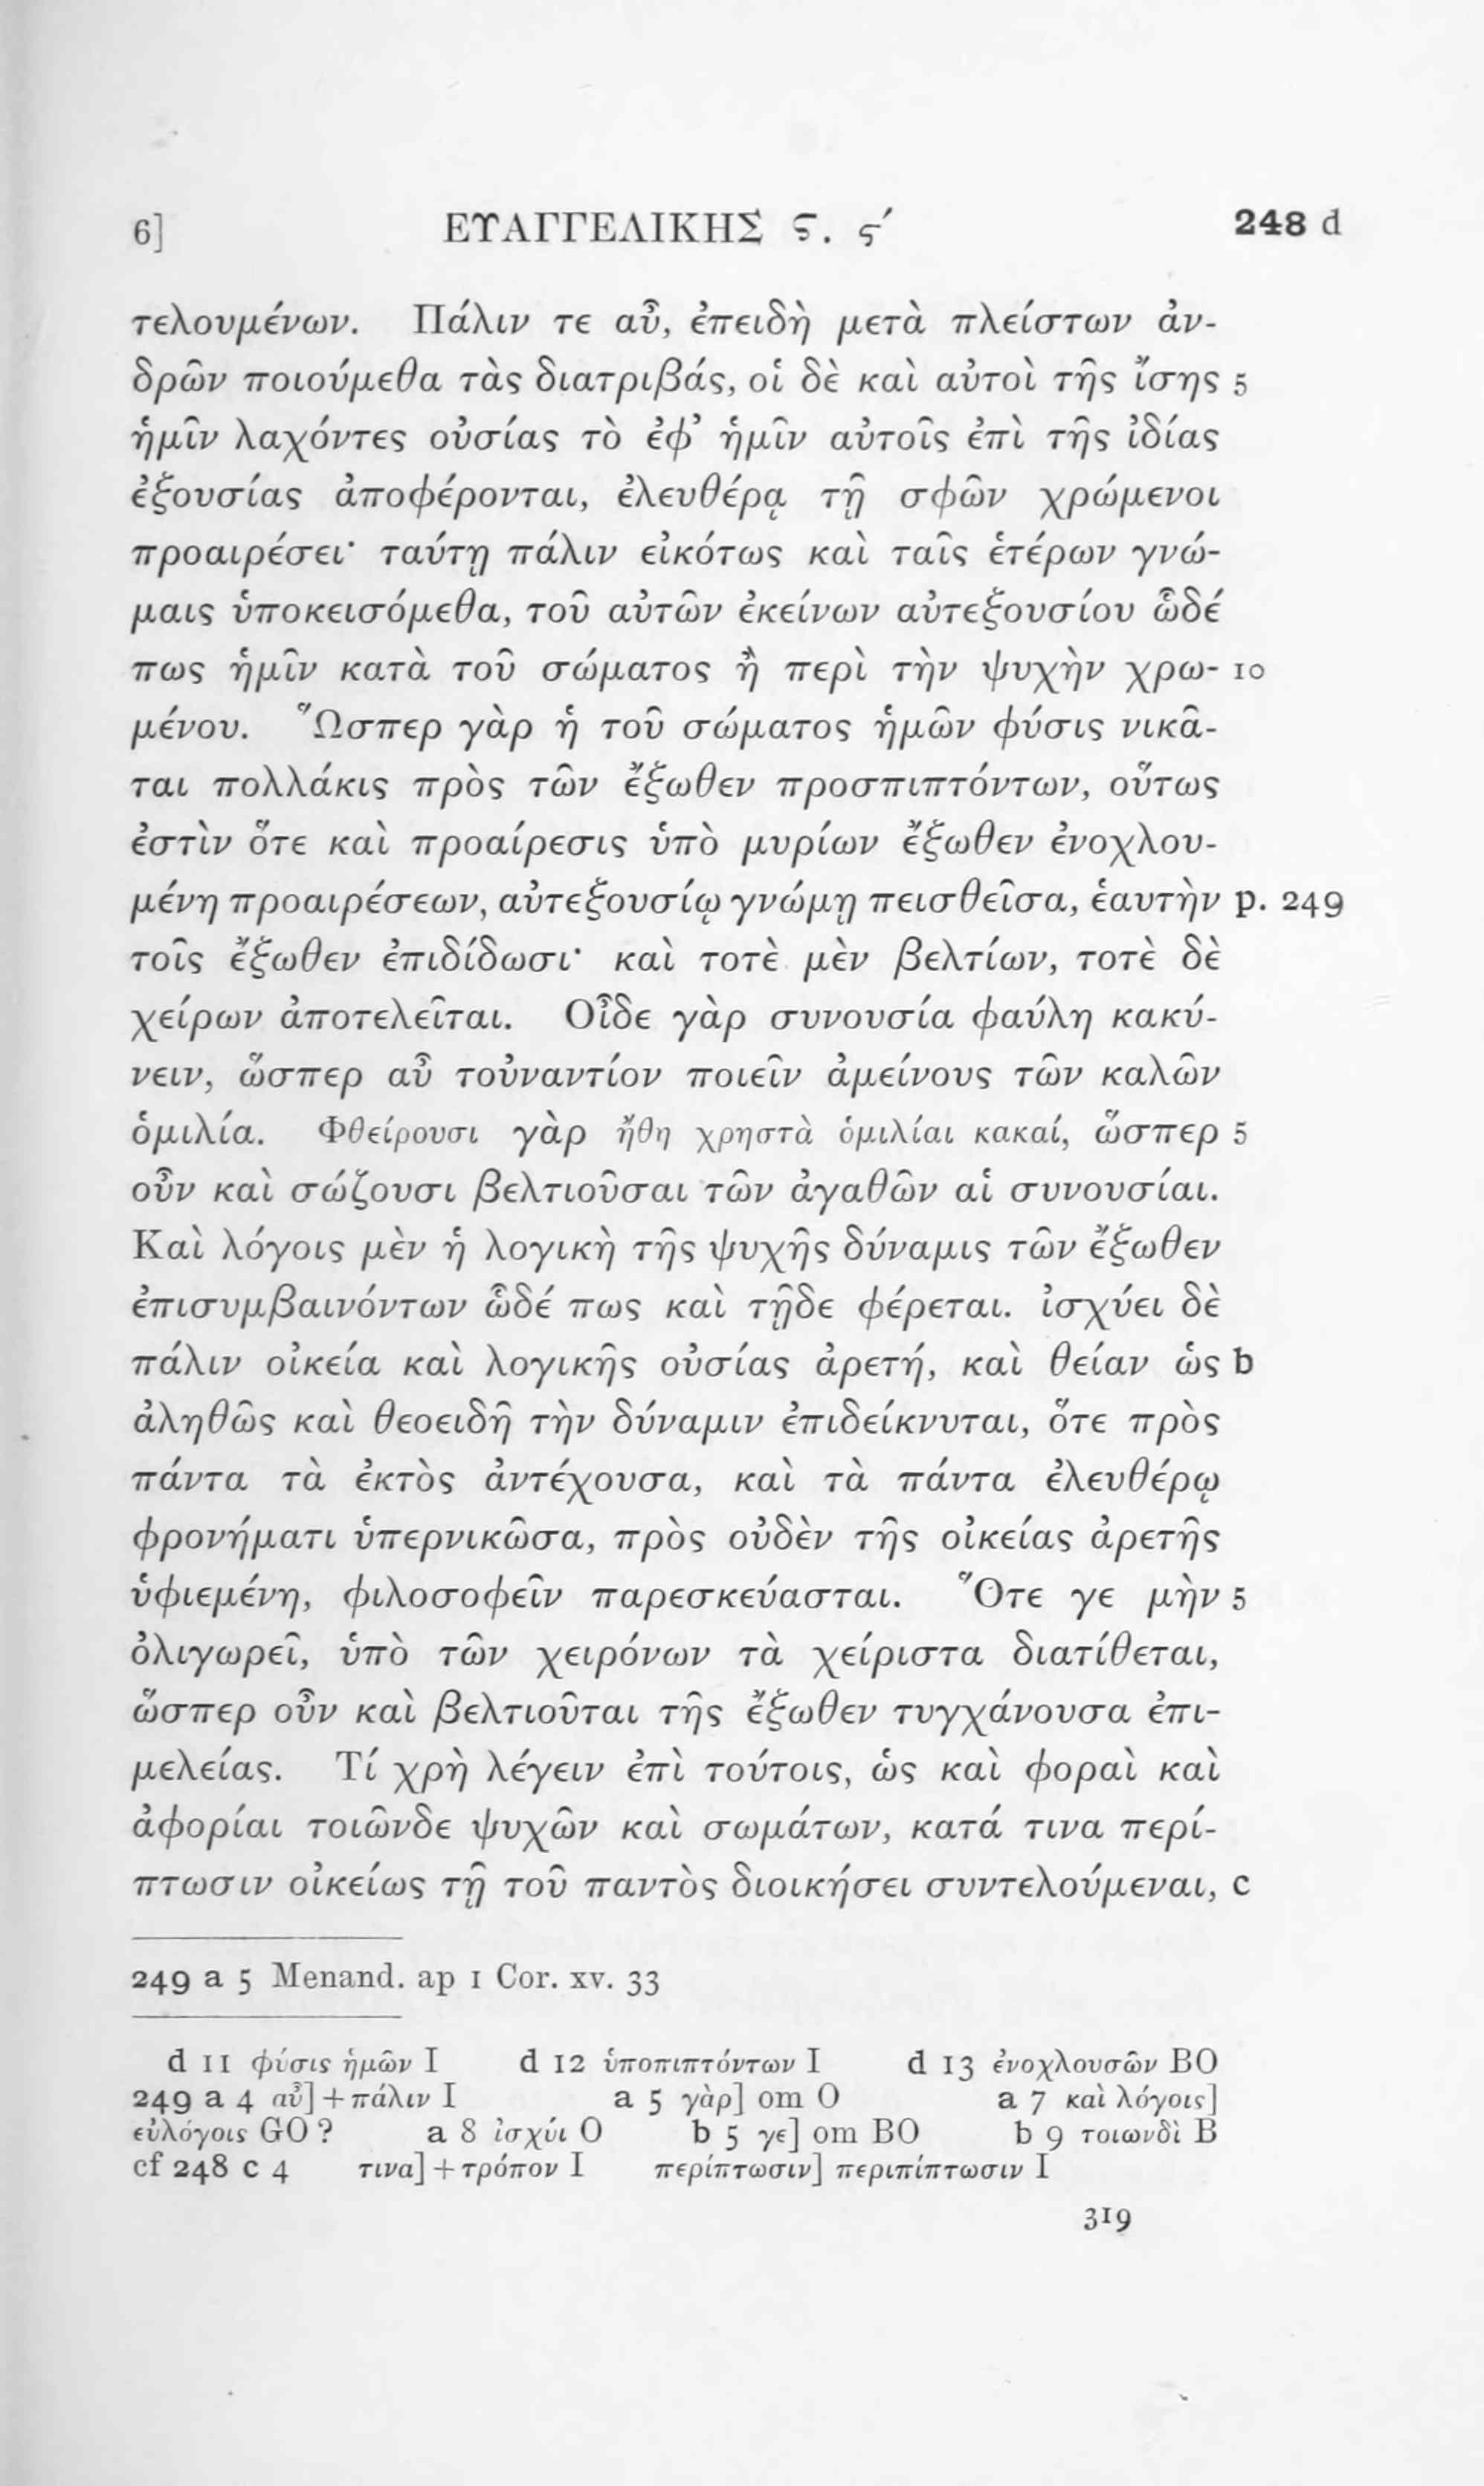 6] ΕΥΑΓΓΕΛΙΚΗΣ ϛ. ϛ′ 248 d
τελουμένων. Πάλιν τε αὖ, ἐπειδὴ μετὰ πλείστων ἀν-
δρῶν ποιούμεθα τὰς διατριβάς, οἱ δὲ καὶ αὐτοὶ τῆς ἴσης 5
ἡμῖν λαχόντες οὐσίας τὸ ἐφ’ ἡμῖν αὐτοῖς ἐπὶ τῆς ἰδίας
ἐξουσίας ἀποφέρονται, ἐλευθέρᾳ τῇ σφῶν χρώμενοι
προαιρέσει· ταύτῃ πάλιν εἰκότως καὶ ταῖς ἑτέρων γνώ-
μαις ὑποκεισόμεθα, τοῦ αὐτῶν ἐκείνων αὐτεξουσίου ὧδέ
πως ἡμῖν κατὰ τοῦ σώματος ἢ περὶ τὴν ψυχὴν χρω- 10
μένου. Ὥσπερ γὰρ ἡ τοῦ σώματος ἡμῶν φύσις νικᾶ-
ται πολλάκις πρὸς τῶν ἔξωθεν προσπιπτόντων, οὕτως
ἐστὶν ὅτε καὶ προαίρεσις ὑπὸ μυρίων ἔξωθεν ἐνοχλου-
μένη προαιρέσεων, αὐτεξουσίῳ γνώμῃ πεισθεῖσα, ἑαυτὴν p. 249
τοῖς ἔξωθεν ἐπιδίδωσι· καὶ τοτὲ μὲν βελτίων, τοτὲ δὲ
χείρων ἀποτελεῖται. Οἶδε γὰρ συνουσία φαύλη κακύ-
νειν, ὥσπερ αὖ τοὐναντίον ποιεῖν ἀμείνους τῶν καλῶν
ὁμιλία. Φθείρουσι γὰρ ἤθη χρηστὰ ὁμιλίαι κακαί, ὥσπερ 5
οὖν καὶ σώζουσι βελτιοῦσαι τῶν ἀγαθῶν αἱ συνουσίαι.
Καὶ λόγοις μὲν ἡ λογικὴ τῆς ψυχῆς δύναμις τῶν ἔξωθεν
ἐπισυμβαινόντων ὧδέ πως καὶ τῇδε φέρεται. ἰσχύει δὲ
πάλιν οἰκεία καὶ λογικῆς οὐσίας ἀρετή, καὶ θείαν ὡς b
ἀληθῶς καὶ θεοειδῆ τὴν δύναμιν ἐπιδείκνυται, ὅτε πρὸς
πάντα τὰ ἐκτὸς ἀντέχουσα, καὶ τὰ πάντα ἐλευθέρῳ
φρονήματι ὑπερνικῶσα, πρὸς οὐδὲν τῆς οἰκείας ἀρετῆς
ὑφιεμένη, φιλοσοφεῖν παρεσκεύασται. Ὅτε γε μὴν 5
ὀλιγωρεῖ, ὑπὸ τῶν χειρόνων τὰ χείριστα διατίθεται,
ὥσπερ οὖν καὶ βελτιοῦται τῆς ἔξωθεν τυγχάνουσα ἐπι-
μελείας. Τί χρὴ λέγειν ἐπὶ τούτοις, ὡς καὶ φοραὶ καὶ
ἀφορίαι τοιῶνδε ψυχῶν καὶ σωμάτων, κατά τινα περί-
πτωσιν οἰκείως τῇ τοῦ παντὸς διοικήσει συντελούμεναι, c
249 a 5 Menand. ap 1 Cor. xv. 33
d 11 φύσις ἡμῶν I d 12 ὑποπιπτόντων I d 13 ἐνοχλουσῶν BO
249 a 4 αὖ] + πάλιν I a 5 γὰρ] om O a 7 καὶ λόγοις]
εὐλόγοις GO ? a 8 ἰσχύι O b 5 γε] om BO b 9 τοιωνδὶ B
cf 248 c 4 τινα] + τρόπον I περίπτωσιν] περιπίπτωσιν I
319